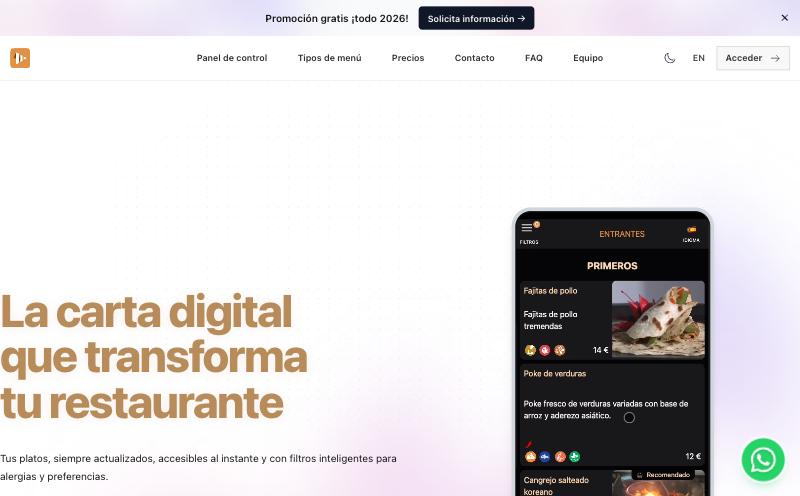 Promoción gratis ¡todo 2026!
Solicita información →
Panel de control
Tipos de menú
Precios
Contacto
FAQ
Equipo
EN
Acceder →
La carta digital
que transforma
tu restaurante
Tus platos, siempre actualizados, accesibles al instante y con filtros inteligentes para
alergias y preferencias.
0
FILTROS
ENTRANTES
IDIOMA
PRIMEROS
Fajitas de pollo
Fajitas de pollo
tremendas
14 €
Poke de verduras
Poke fresco de verduras variadas con base de
arroz y aderezo asiático.
12 €
Recomendado
Cangrejo salteado
koreano